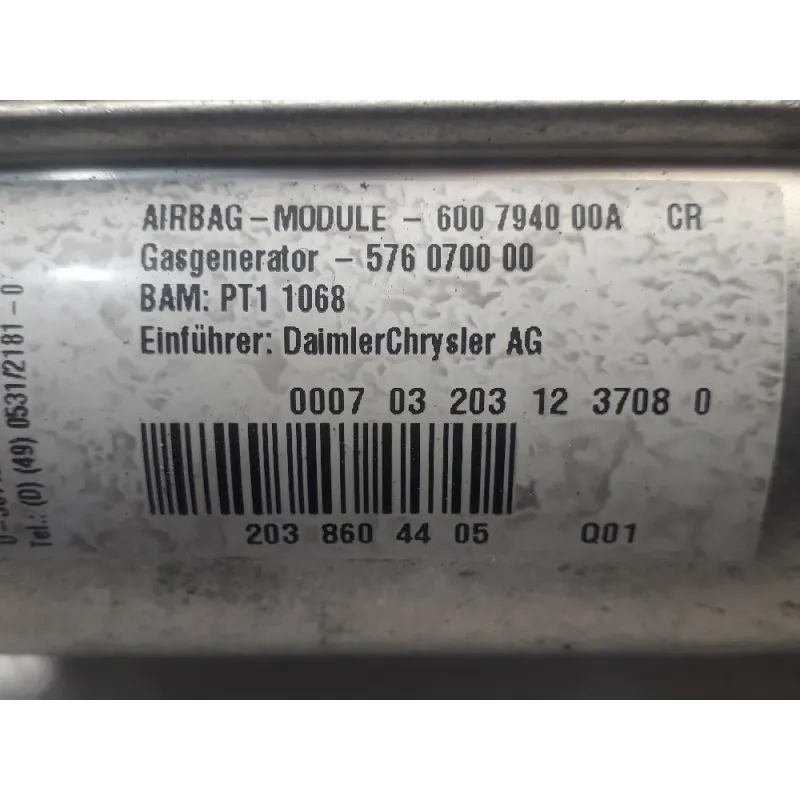 AIRBAG-MODULE - 600 7940 00A CR
Gasgenerator - 576 0700 00
BAM: PT1 1068
Einführer: DaimlerChrysler AG
0007 03 203 12 3708 0
203 860 44 05 Q01
Tel.: (0) (49) 0531/2181-0